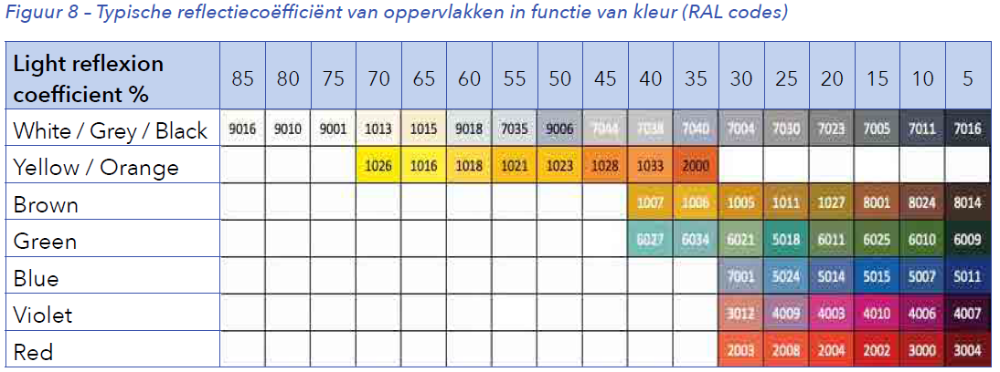 Figuur 8 – Typische reflectiecoëfficiënt van oppervlakken in functie van kleur (RAL codes)
Light reflexion coefficient % 85 80 75 70 65 60 55 50 45 40 35 30 25 20 15 10 5
White / Grey / Black 9016 9010 9001 1013 1015 9018 7035 9006 7044 7038 7040 7004 7030 7023 7005 7011 7016
Yellow / Orange 1026 1016 1018 1021 1023 1028 1033 2000
Brown 1007 1006 1005 1011 1027 8001 8024 8014
Green 6027 6034 6021 5018 6011 6025 6010 6009
Blue 7001 5024 5014 5015 5007 5011
Violet 3012 4009 4003 4010 4006 4007
Red 2003 2008 2004 2002 3000 3004